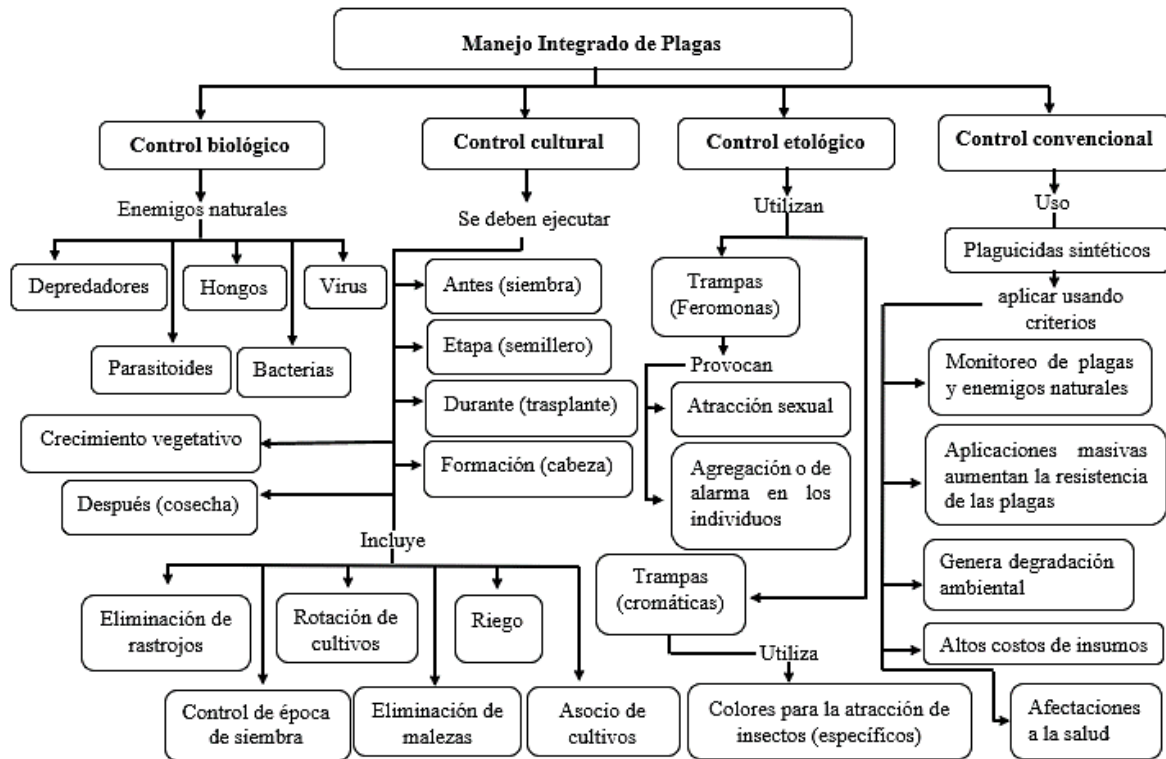 Manejo Integrado de Plagas
Control biológico
Control cultural
Control etológico
Control convencional
Enemigos naturales
Se deben ejecutar
Utilizan
Uso
Depredadores
Hongos
Virus
Parasitoides
Bacterias
Antes (siembra)
Etapa (semillero)
Durante (trasplante)
Formación (cabeza)
Crecimiento vegetativo
Después (cosecha)
Incluye
Eliminación de
rastrojos
Rotación de
cultivos
Riego
Control de época
de siembra
Eliminación de
malezas
Asocio de
cultivos
Trampas
(Feromonas)
Provocan
Atracción sexual
Agregación o de
alarma en los
individuos
Trampas
(cromáticas)
Utiliza
Colores para la atracción de
insectos (específicos)
Plaguicidas sintéticos
aplicar usando
criterios
Monitoreo de plagas
y enemigos naturales
Aplicaciones masivas
aumentan la resistencia
de las plagas
Genera degradación
ambiental
Altos costos de insumos
Afectaciones
a la salud